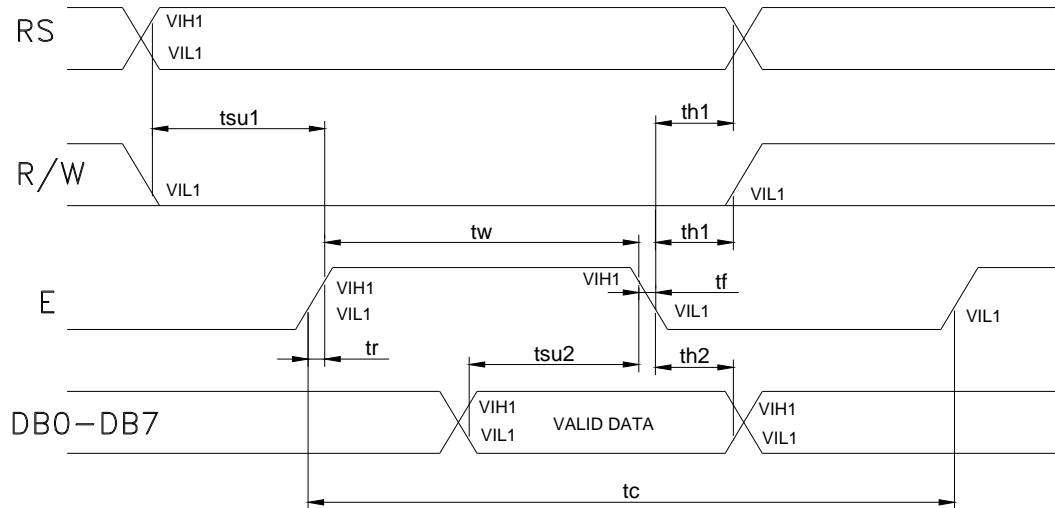 RS
VIH1
VIL1
tsu1
th1
R/W
VIL1
VIL1
tw
th1
E
VIH1
VIL1
VIH1
tf
VIL1
VIL1
tr
tsu2
th2
DB0-DB7
VIH1
VIL1
VALID DATA
VIH1
VIL1
tc